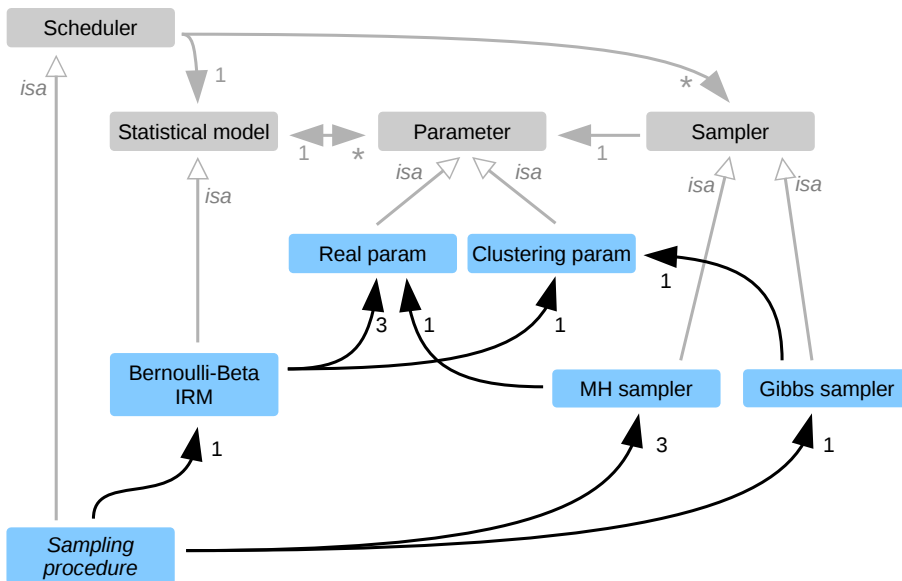 Scheduler
isa
1
*
Statistical model
Parameter
Sampler
1
*
1
isa
isa
isa
isa
isa
Real param
Clustering param
1
3
1
1
Bernoulli-Beta
IRM
MH sampler
Gibbs sampler
1
3
1
Sampling
procedure